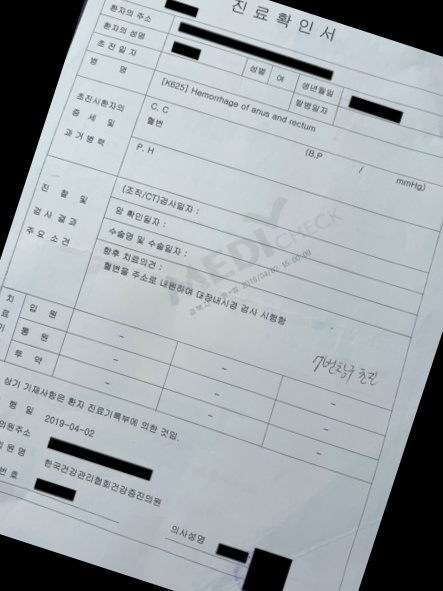 진료확인서
환자의 주소
환자의 성명
성별 여
생년월일
초진일자
발병일자
병 명
[K625] Hemorrhage of anus and rectum
초진시환자의
증세 및
과거병력
C. C
(B.P / mmHg)
혈변
P. H
진찰 및
검사 결과
주요 소견
(조직/CT)검사일자 :
암 확인일자 :
수술명 및 수술일자 :
향후 치료의견 :
혈변을 주소로 내원하여 대장내시경 검사 시행함
MEDICHECK
2019/04/02 15:00:09
치료
입원 - - -
통원 - - -
투약 - - -
초진
상기 기재사항은 환자 진료기록부에 의한 것임.
행 일 2019-04-02
의원주소
원 명 한국건강관리협회건강증진의원
번호
의사성명